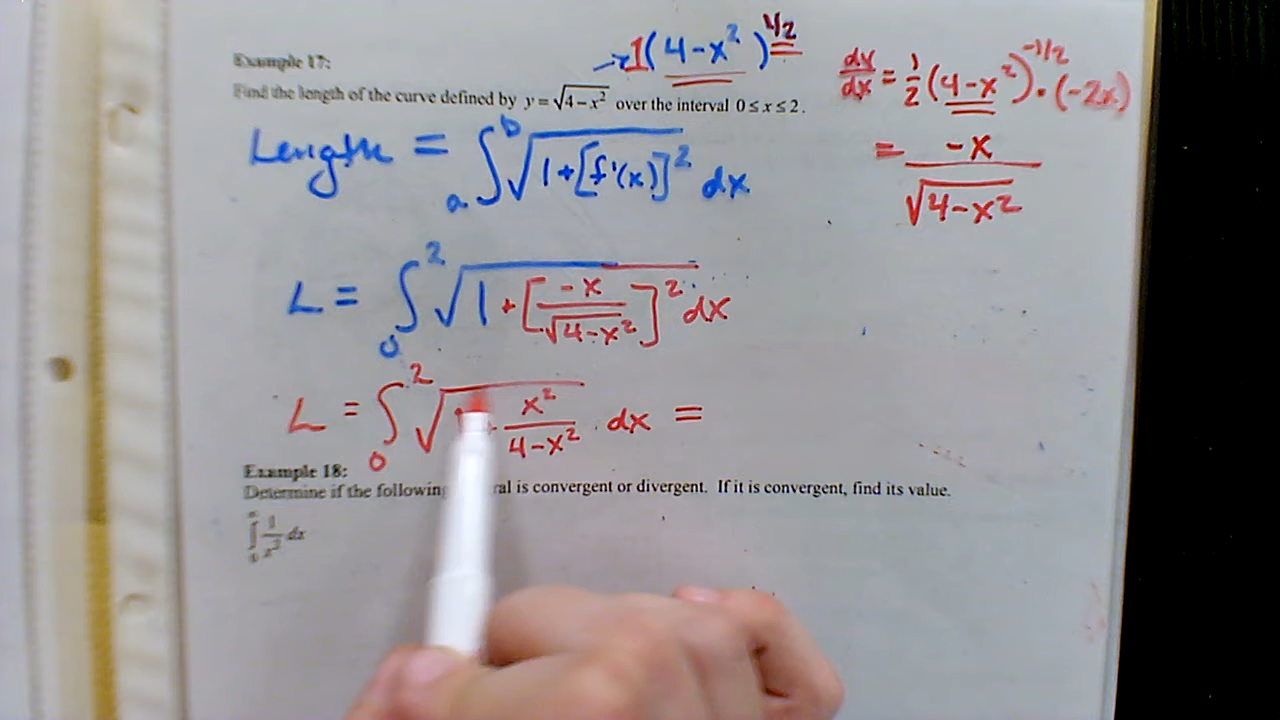 Example 17:
→1(4-x²)^1/2
Find the length of the curve defined by y = √(4-x²) over the interval 0 ≤ x ≤ 2.
dy/dx = 1/2 (4-x²)^-1/2 · (-2x)
= -x/√(4-x²)
Length = ∫_a^b √(1+[f'(x)]²) dx
L = ∫_0^2 √(1 + [-x/√(4-x²)]²) dx
L = ∫_0^2 √( + x²/(4-x²)) dx =
Example 18:
Determine if the following is convergent or divergent. If it is convergent, find its value.
∫ 1/x dx